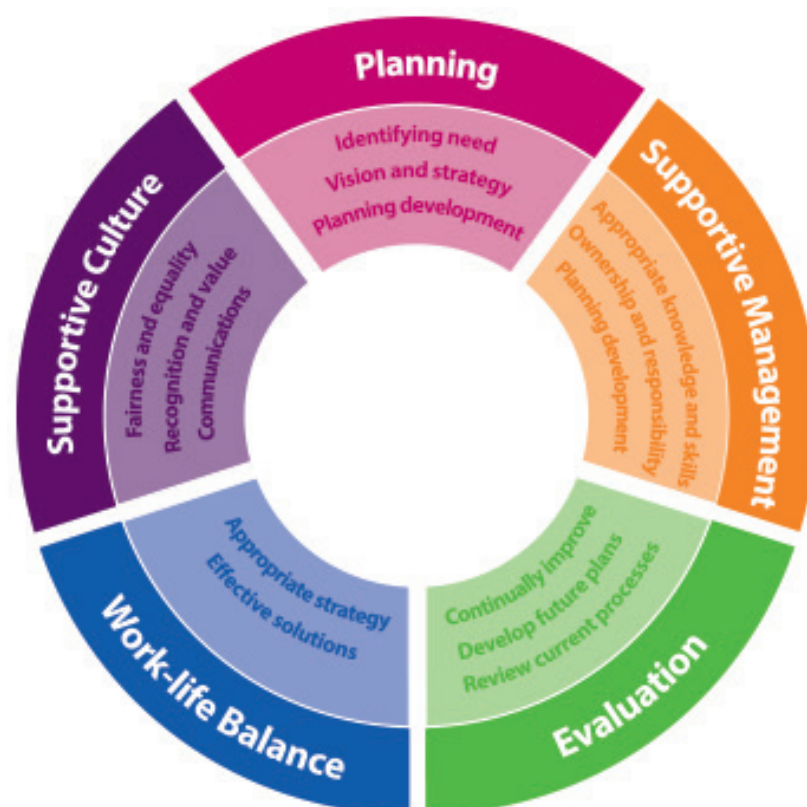 Planning
Identifying need
Vision and strategy
Planning development
Supportive Management
Appropriate knowledge and skills
Ownership and responsibility
Planning development
Evaluation
Continually improve
Develop future plans
Review current processes
Work-life Balance
Appropriate strategy
Effective solutions
Supportive Culture
Fairness and equality
Recognition and value
Communications